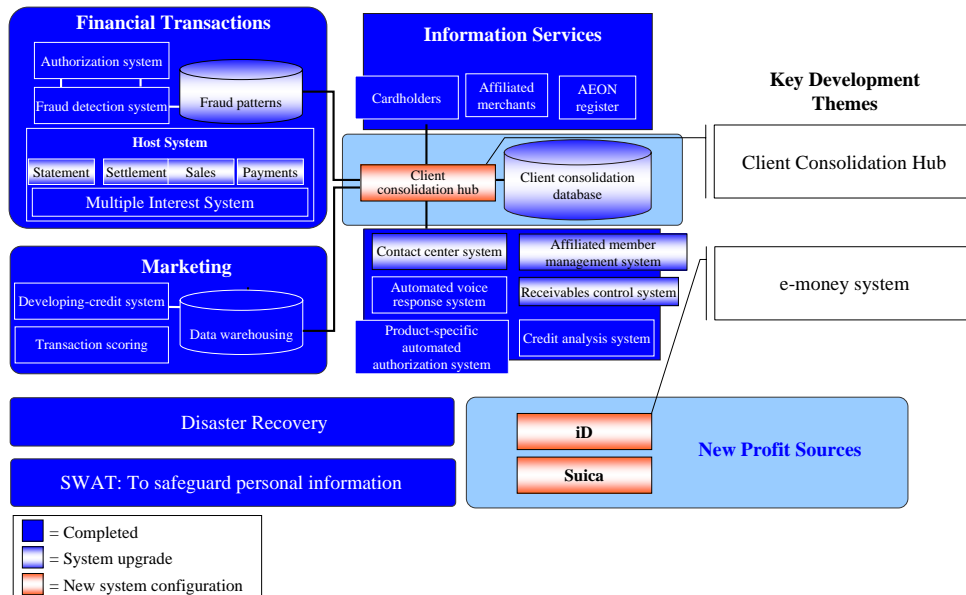 Financial Transactions
Authorization system
Fraud detection system
Fraud patterns
Host System
Statement
Settlement
Sales
Payments
Multiple Interest System
Marketing
Developing-credit system
Transaction scoring
Data warehousing
Information Services
Cardholders
Affiliated
merchants
AEON
register
Client
consolidation hub
Client consolidation
database
Contact center system
Affiliated member
management system
Automated voice
response system
Receivables control system
Product-specific
automated
authorization system
Credit analysis system
Key Development
Themes
Client Consolidation Hub
e-money system
Disaster Recovery
SWAT: To safeguard personal information
iD
Suica
New Profit Sources
= Completed
= System upgrade
= New system configuration